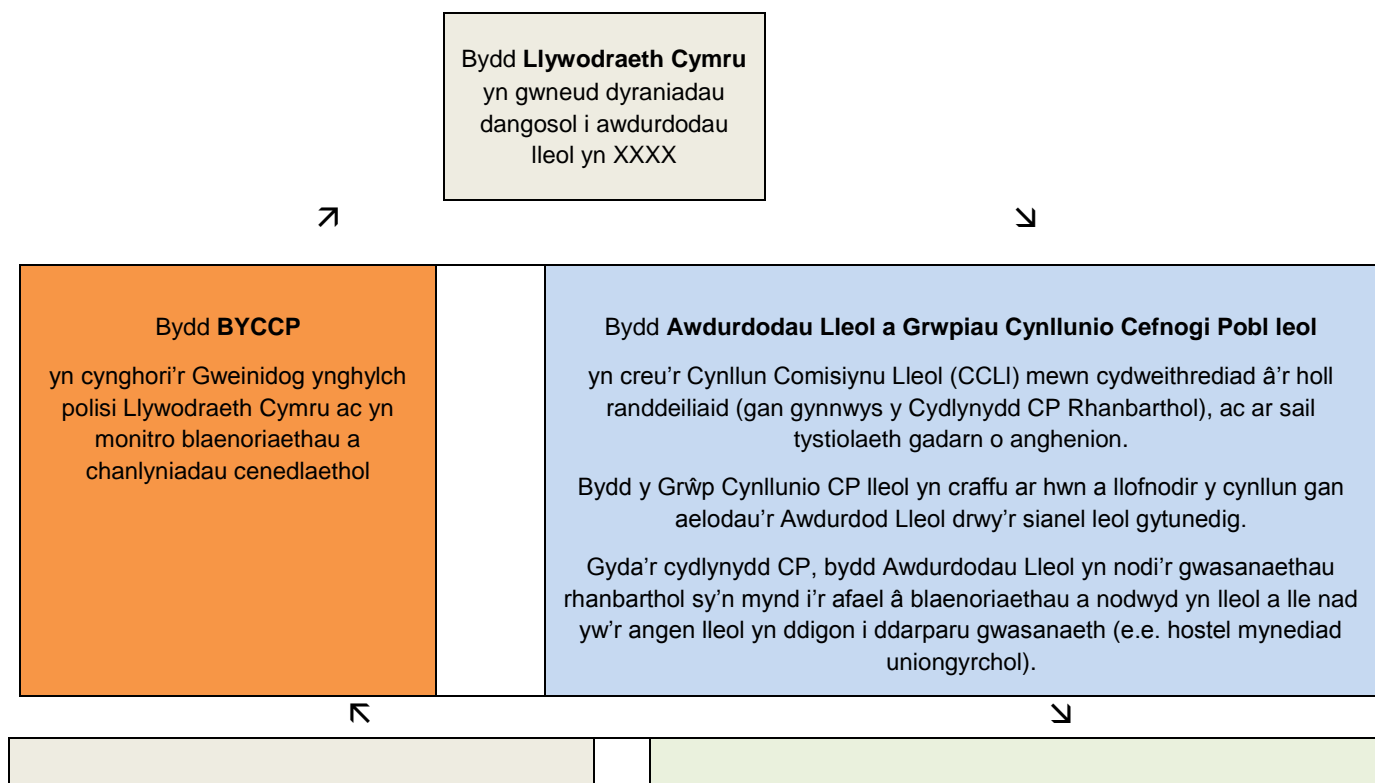 Bydd Llywodraeth Cymru
yn gwneud dyraniadau
dangosol i awdurdodau
lleol yn XXXX
Bydd BYCCP
yn cynghori'r Gweinidog ynghylch
polisi Llywodraeth Cymru ac yn
monitro blaenoriaethau a
chanlyniadau cenedlaethol
Bydd Awdurdodau Lleol a Grwpiau Cynllunio Cefnogi Pobl leol
yn creu'r Cynllun Comisiynu Lleol (CCLl) mewn cydweithrediad â'r holl
randdeiliaid (gan gynnwys y Cydlynydd CP Rhanbarthol), ac ar sail
tystiolaeth gadarn o anghenion.
Bydd y Grŵp Cynllunio CP lleol yn craffu ar hwn a llofnodir y cynllun gan
aelodau'r Awdurdod Lleol drwy'r sianel leol gytunedig.
Gyda'r cydlynydd CP, bydd Awdurdodau Lleol yn nodi'r gwasanaethau
rhanbarthol sy'n mynd i'r afael â blaenoriaethau a nodwyd yn lleol a lle nad
yw'r angen lleol yn ddigon i ddarparu gwasanaeth (e.e. hostel mynediad
uniongyrchol).